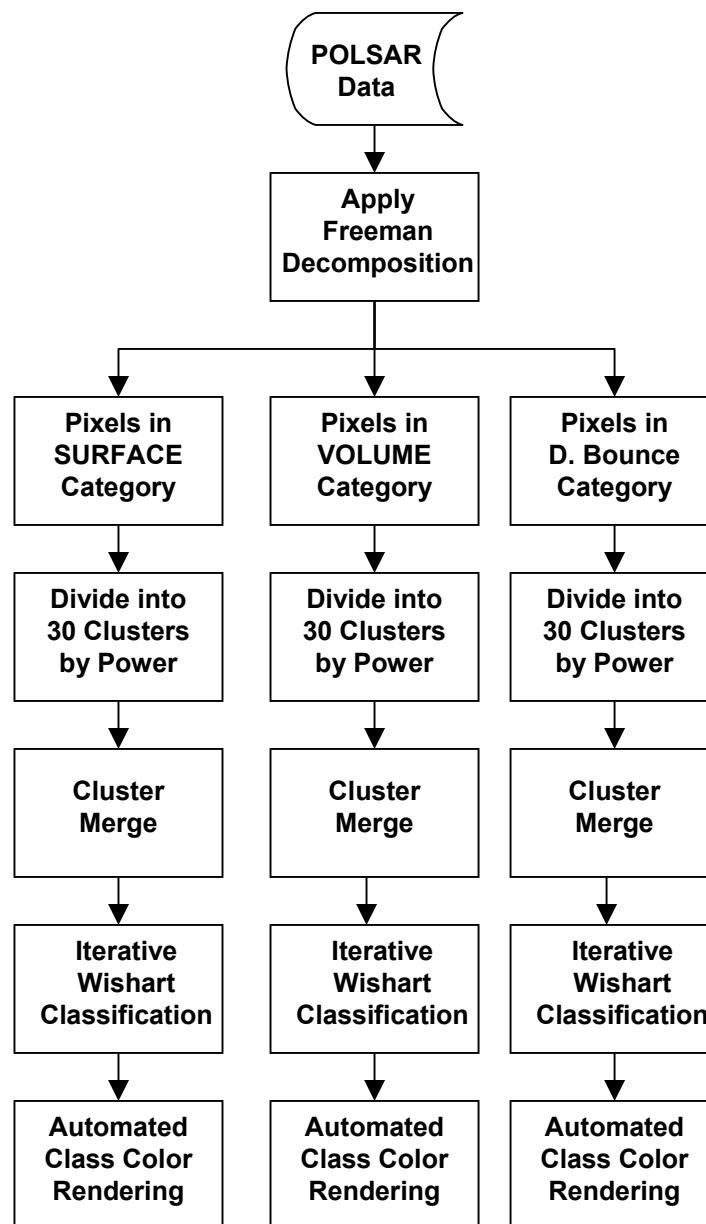 POLSAR
Data
Apply
Freeman
Decomposition
Pixels in
SURFACE
Category
Pixels in
VOLUME
Category
Pixels in
D. Bounce
Category
Divide into
30 Clusters
by Power
Divide into
30 Clusters
by Power
Divide into
30 Clusters
by Power
Cluster
Merge
Cluster
Merge
Cluster
Merge
Iterative
Wishart
Classification
Iterative
Wishart
Classification
Iterative
Wishart
Classification
Automated
Class Color
Rendering
Automated
Class Color
Rendering
Automated
Class Color
Rendering